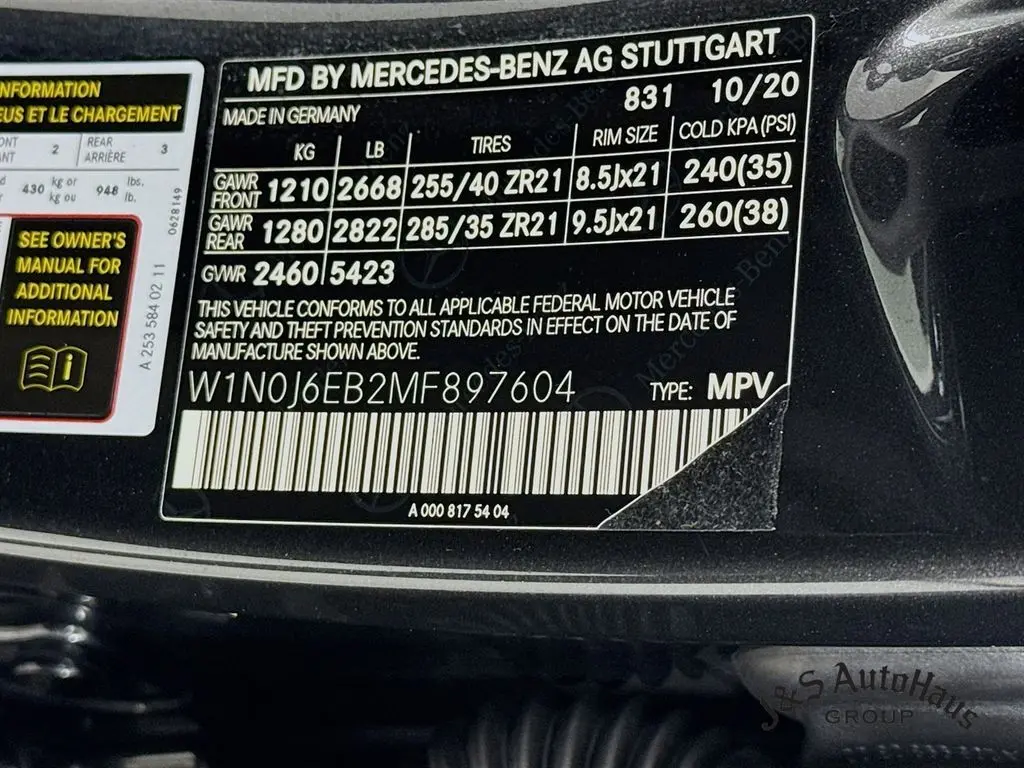 NFORMATION
EUS ET LE CHARGEMENT
2 REAR ARRIÈRE 3
430 kg or kg ou 948 lbs. lb.
0628149
SEE OWNER'S
MANUAL FOR
ADDITIONAL
INFORMATION
A 253 584 02 11
MFD BY MERCEDES-BENZ AG STUTTGART
MADE IN GERMANY 831 10/20
KG LB TIRES RIM SIZE COLD KPA (PSI)
GAWR FRONT 1210 2668 255/40 ZR21 8.5Jx21 240(35)
GAWR REAR 1280 2822 285/35 ZR21 9.5Jx21 260(38)
GVWR 2460 5423
THIS VEHICLE CONFORMS TO ALL APPLICABLE FEDERAL MOTOR VEHICLE
SAFETY AND THEFT PREVENTION STANDARDS IN EFFECT ON THE DATE OF
MANUFACTURE SHOWN ABOVE.
W1N0J6EB2MF897604 TYPE: MPV
A 000 817 54 04
J&S AutoHaus
GROUP